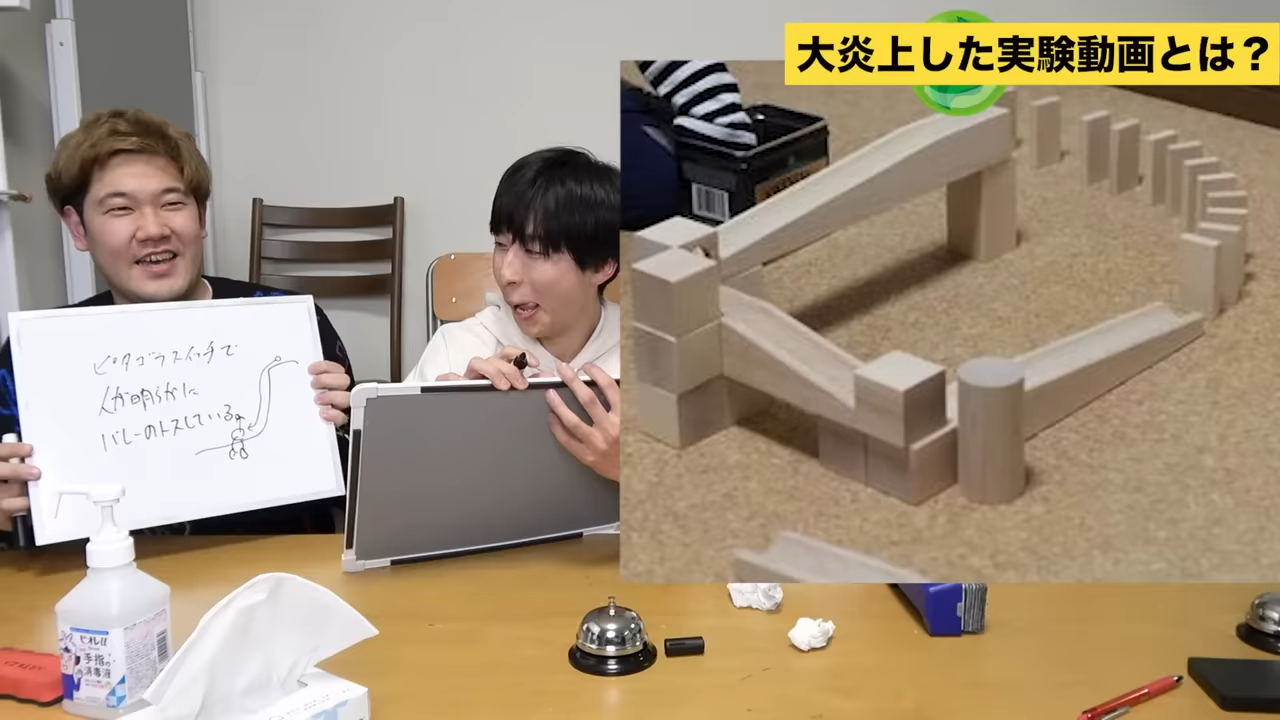 大炎上した実験動画とは？
ピタゴラスイッチで
人が明らかに
バレーのトスしている
ビオレu
手指の
消毒液